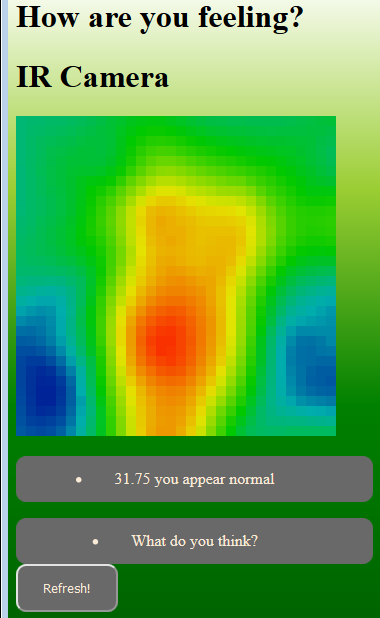 How are you feeling?
IR Camera
31.75 you appear normal
What do you think?
Refresh!